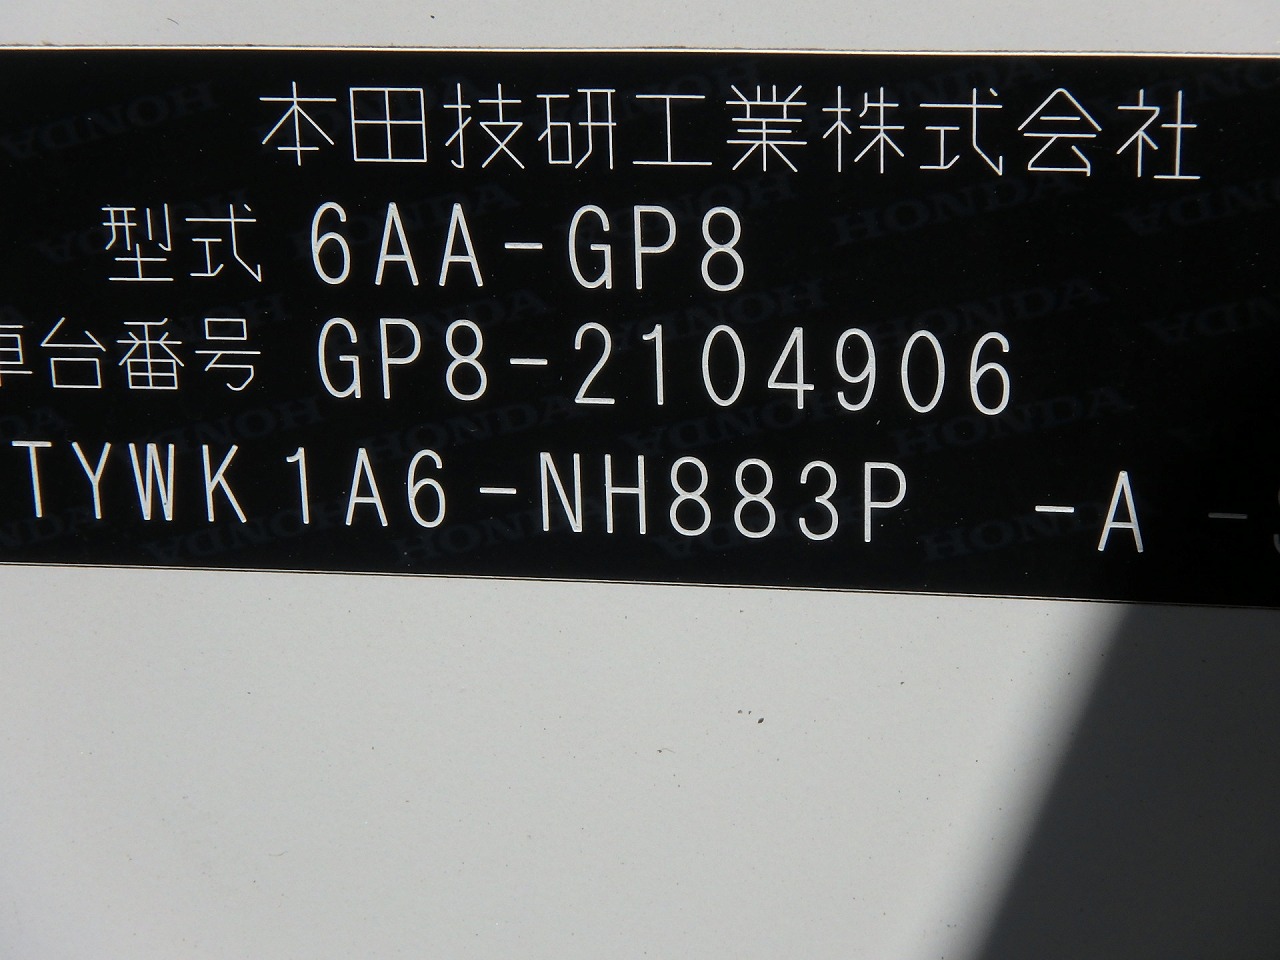 本田技研工業株式会社
型式 6AA-GP8
車台番号 GP8-2104906
TYWK1A6-NH883P -A -